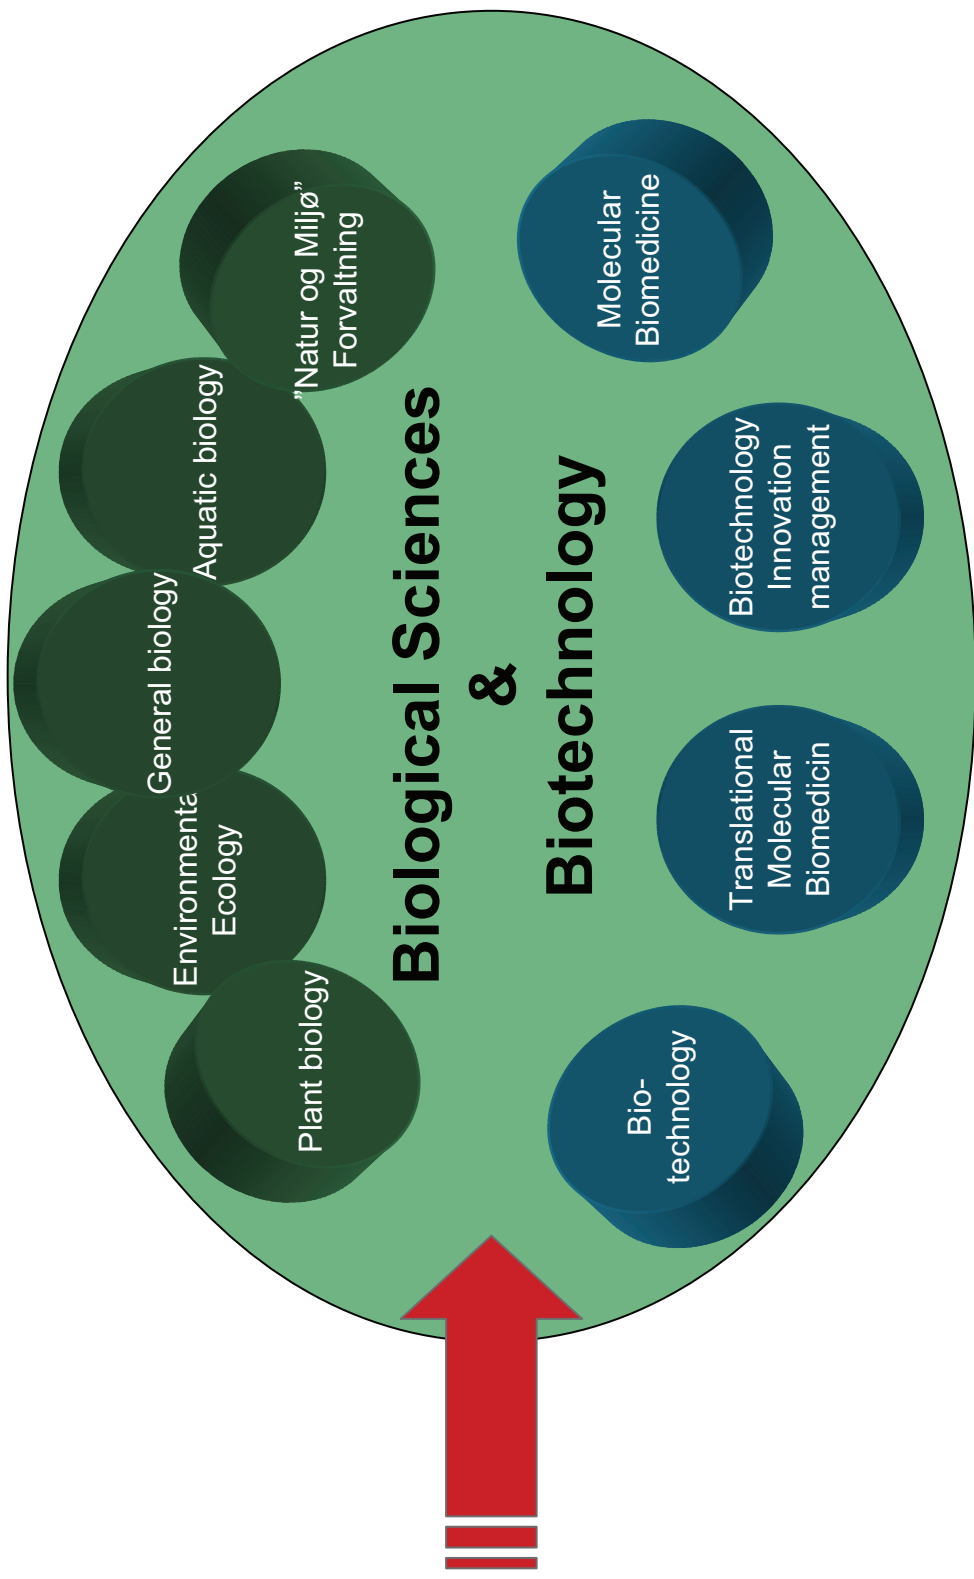 Plant biology
Environmenta
Ecology
General biology
Aquatic biology
”Natur og Miljø”
Forvaltning
Biological Sciences
&
Biotechnology
Bio-
technology
Translational
Molecular
Biomedicin
Biotechnology
Innovation
management
Molecular
Biomedicine